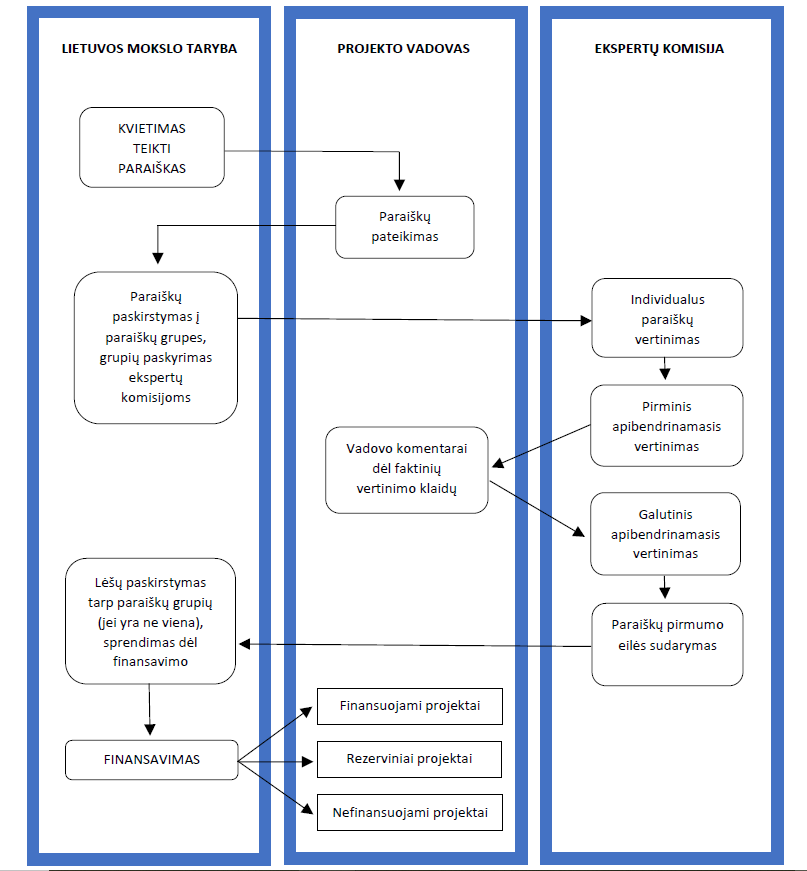 LIETUVOS MOKSLO TARYBA
PROJEKTO VADOVAS
EKSPERTŲ KOMISIJA
KVIETIMAS
TEIKTI
PARAIŠKAS
Paraiškų
pateikimas
Paraiškų
paskirstymas į
paraiškų grupes,
grupių paskyrimas
ekspertų
komisijoms
Individualus
paraiškų
vertinimas
Pirminis
apibendrinamasis
vertinimas
Vadovo komentarai
dėl faktinių
vertinimo klaidų
Galutinis
apibendrinamasis
vertinimas
Paraiškų pirmumo
eilės sudarymas
Lėšų paskirstymas
tarp paraiškų grupių
(jei yra ne viena),
sprendimas dėl
finansavimo
FINANSAVIMAS
Finansuojami projektai
Rezerviniai projektai
Nefinansuojami projektai